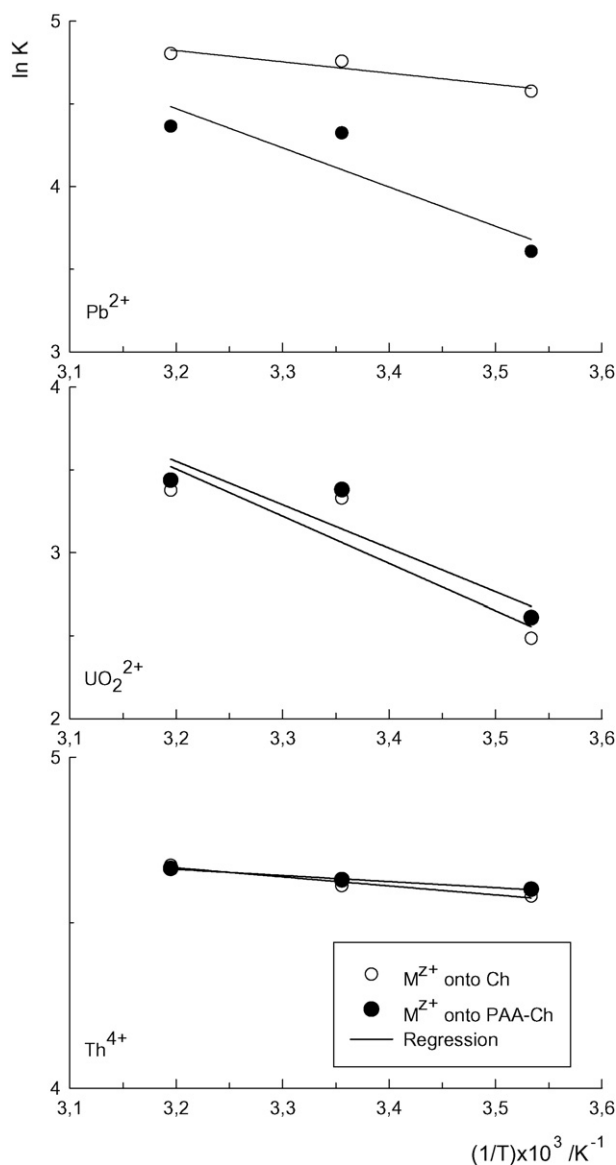 5
ln K
4
Pb2+
3
3,1 3,2 3,3 3,4 3,5 3,6
4
3
UO2 2+
2
3,1 3,2 3,3 3,4 3,5 3,6
5
Mz+ onto Ch
Mz+ onto PAA-Ch
Regression
Th4+
4
3,1 3,2 3,3 3,4 3,5 3,6
(1/T)x103 /K-1